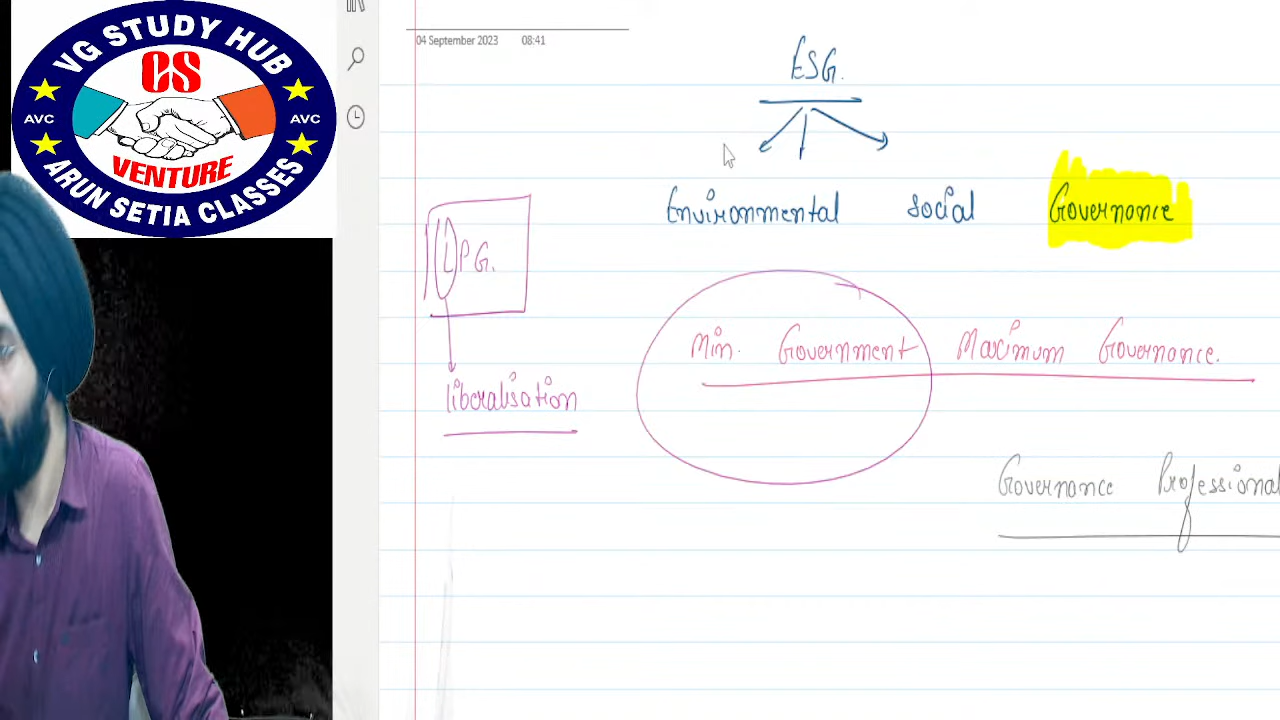 VG STUDY HUB
CS
AVC AVC
VENTURE
ARUN SETIA CLASSES
04 September 2023 08:41
ESG.
Environmental Social Governance
LPG.
Min. Government Maximum Governance.
liberalisation
Governance Professional